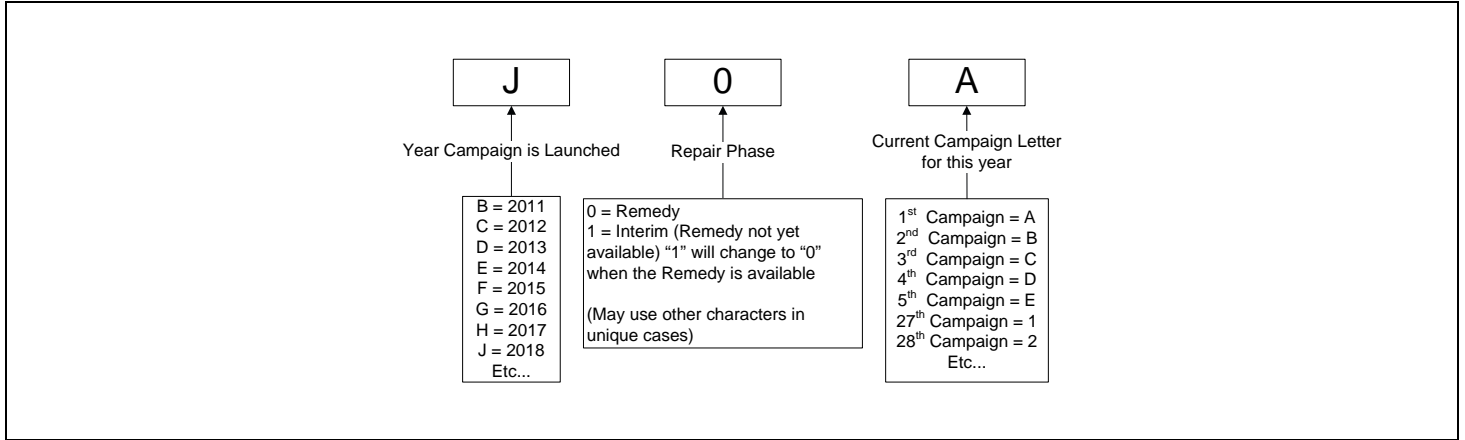 J
0
A
Year Campaign is Launched
Repair Phase
Current Campaign Letter
for this year
B = 2011
C = 2012
D = 2013
E = 2014
F = 2015
G = 2016
H = 2017
J = 2018
Etc...
0 = Remedy
1 = Interim (Remedy not yet
available) “1” will change to “0”
when the Remedy is available
(May use other characters in
unique cases)
1st Campaign = A
2nd Campaign = B
3rd Campaign = C
4th Campaign = D
5th Campaign = E
27th Campaign = 1
28th Campaign = 2
Etc...